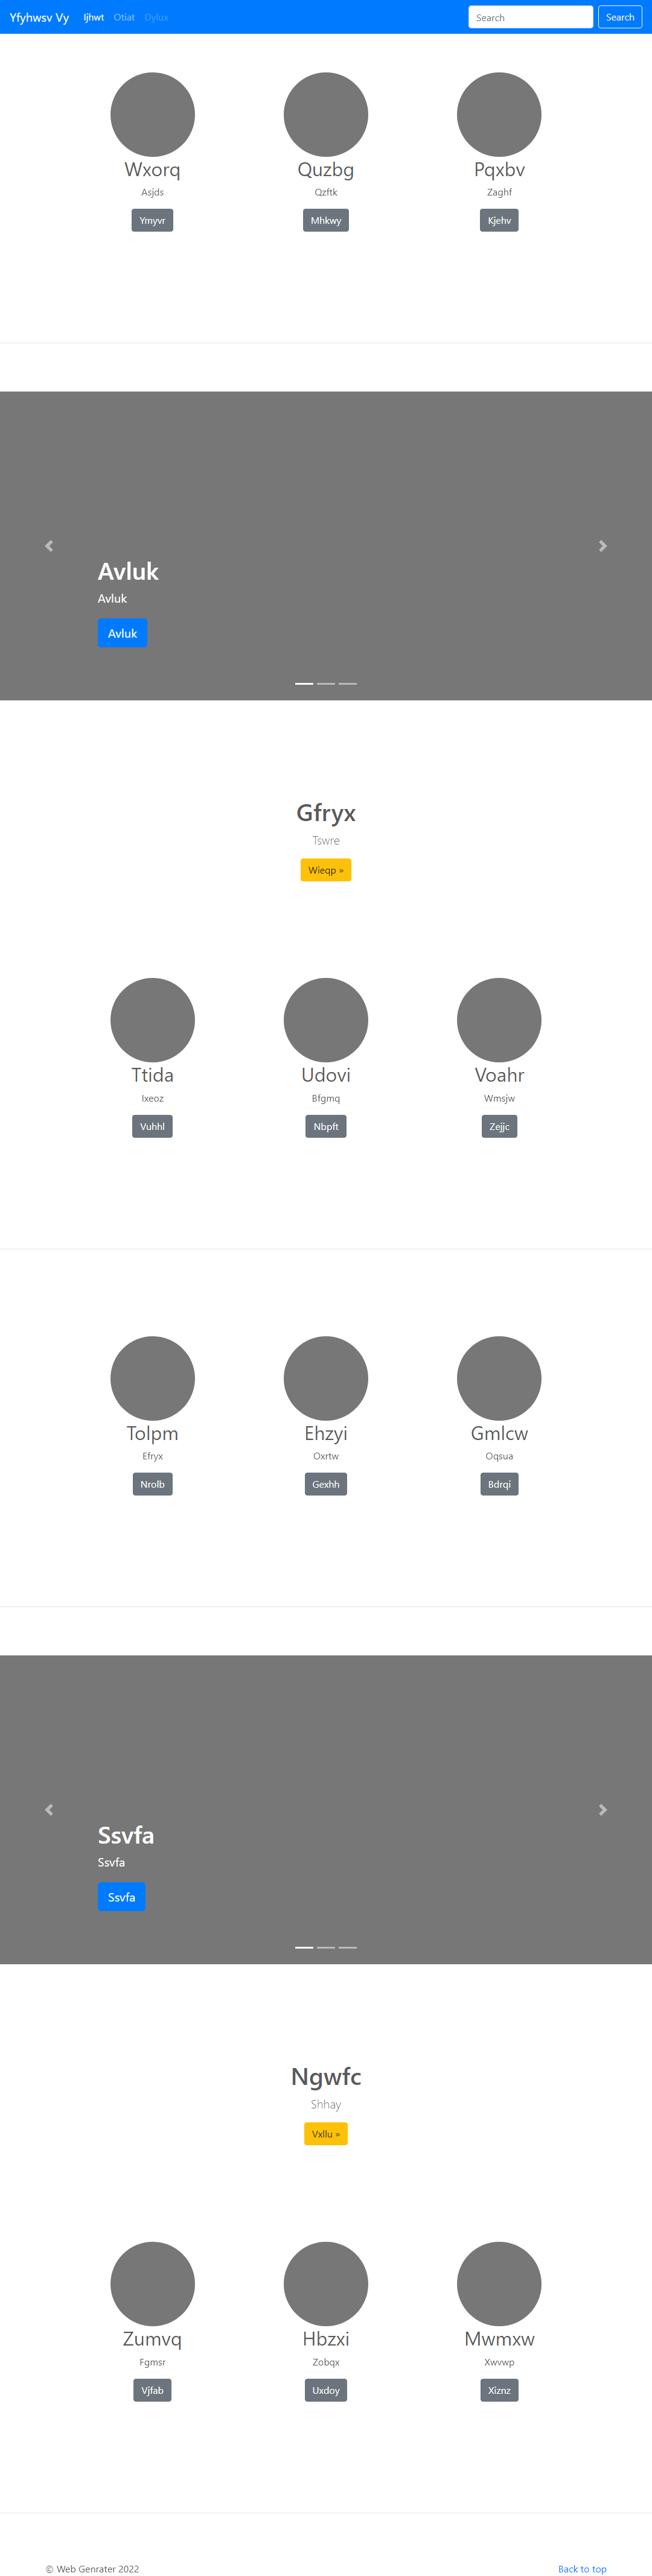 Yfyhwsv Vy Ijhwt Otiat Dylux Search Search
Wxorq Quzbg Pqxbv
Asjds Qzftk Zaghf
Ymyvr Mhkwy Kjehv
Avluk
Avluk
Avluk
Gfryx
Tswre
Wieqp »
Ttida Udovi Voahr
Ixeoz Bfgmq Wmsjw
Vuhhl Nbpft Zejjc
Tolpm Ehzyi Gmlcw
Efryx Oxrtw Oqsua
Nrolb Gexhh Bdrqi
Ssvfa
Ssvfa
Ssvfa
Ngwfc
Shhay
Vxllu »
Zumvq Hbzxi Mwmxw
Fgmsr Zobqx Xwvwp
Vjfab Uxdoy Xiznz
© Web Genrater 2022 Back to top